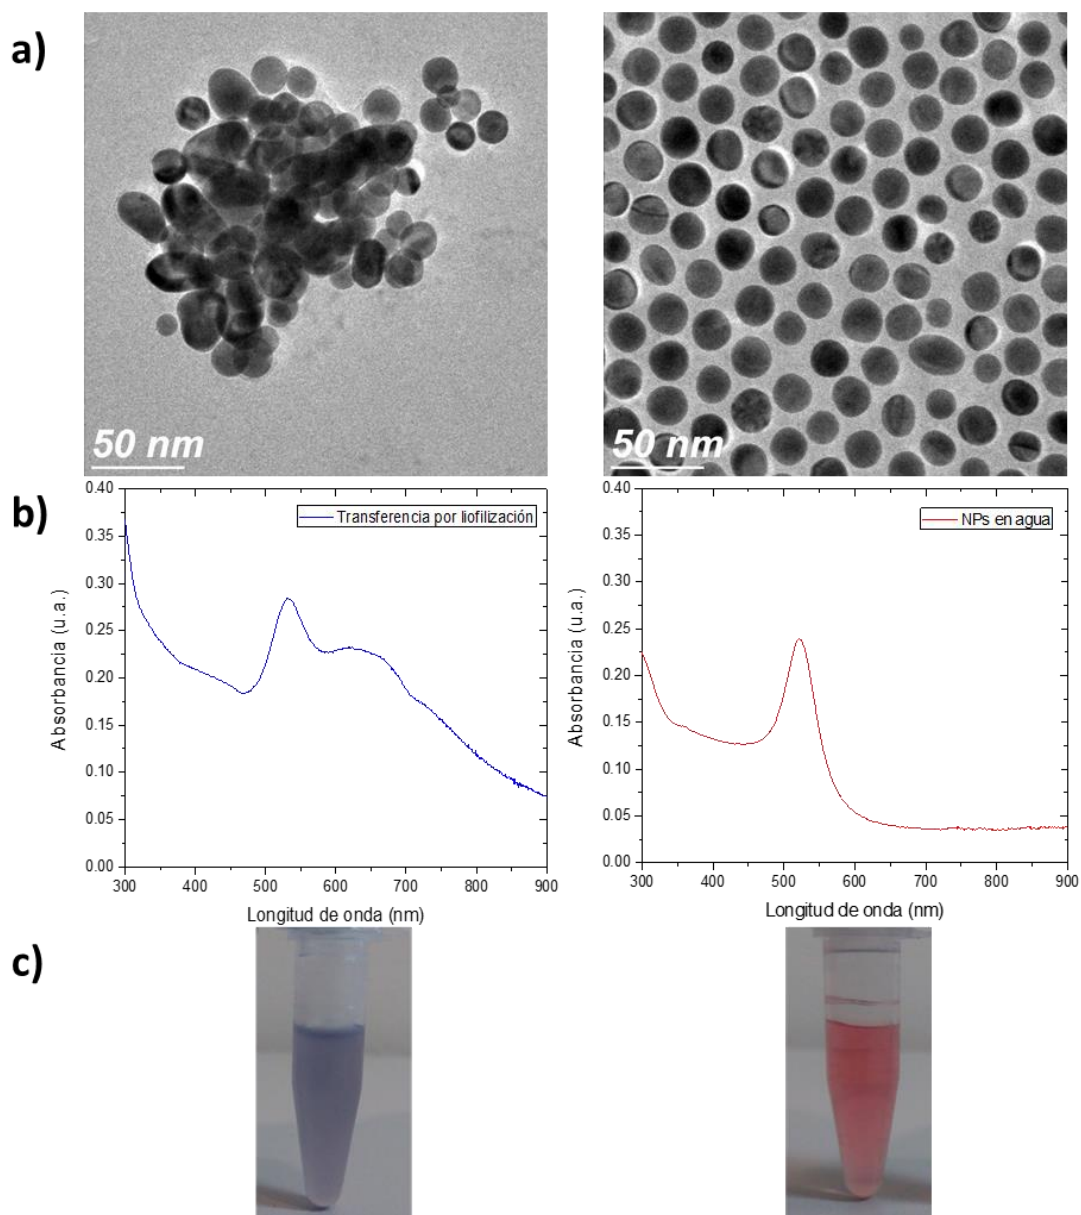 a)
50 nm
50 nm
b)
0.40
0.35
0.30
0.25
0.20
0.15
0.10
0.05
0.00
Absorbancia (u.a.)
Transferencia por liofilización
300 400 500 600 700 800 900
Longitud de onda (nm)
0.40
0.35
0.30
0.25
0.20
0.15
0.10
0.05
0.00
Absorbancia (u.a.)
NPs en agua
300 400 500 600 700 800 900
Longitud de onda (nm)
c)